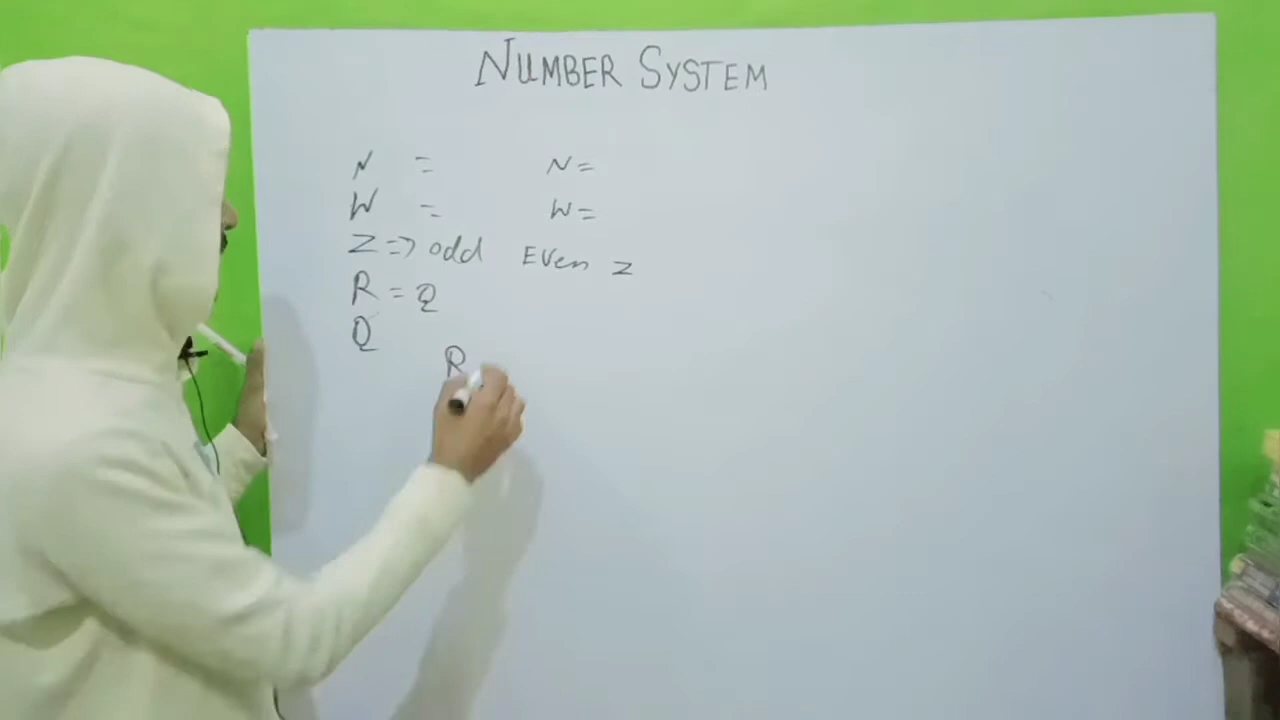 NUMBER SYSTEM
N = N =
W = W =
Z => odd Even Z
R = Q
Q
R